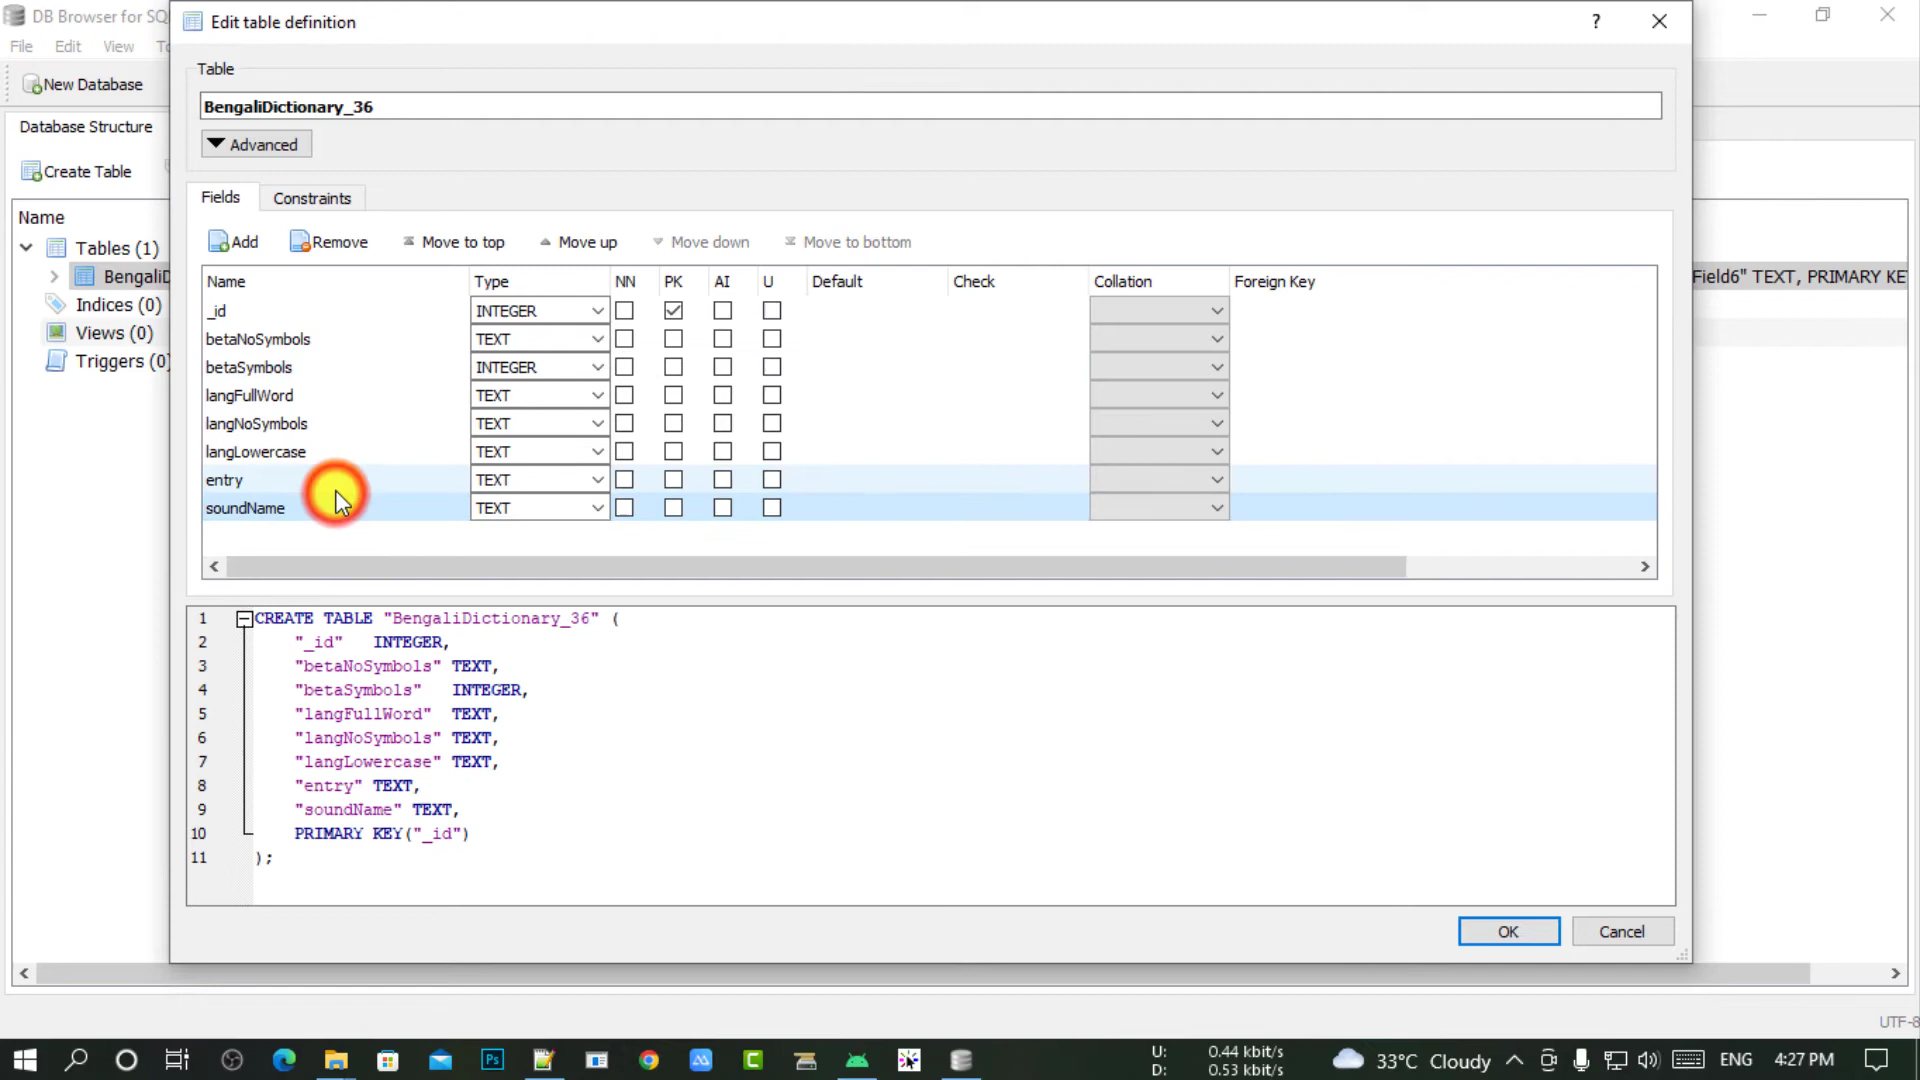 DB Browser for SQ
Edit table definition
?
File Edit View To
Table
New Database
BengaliDictionary_36
Database Structure
Advanced
Create Table
Fields Constraints
Name
Add Remove Move to top Move up Move down Move to bottom
Tables (1)
Name Type NN PK AI U Default Check Collation Foreign Key
BengaliD
Field6" TEXT, PRIMARY KE
_id INTEGER
Indices (0)
betaNoSymbols TEXT
Views (0)
betaSymbols INTEGER
Triggers (0)
langFullWord TEXT
langNoSymbols TEXT
langLowercase TEXT
entry TEXT
soundName TEXT
1 CREATE TABLE "BengaliDictionary_36" (
2 "_id" INTEGER,
3 "betaNoSymbols" TEXT,
4 "betaSymbols" INTEGER,
5 "langFullWord" TEXT,
6 "langNoSymbols" TEXT,
7 "langLowercase" TEXT,
8 "entry" TEXT,
9 "soundName" TEXT,
10 PRIMARY KEY("_id")
11 );
OK Cancel
UTF-8
Ps
U: 0.44 kbit/s
D: 0.53 kbit/s
33°C Cloudy
ENG
4:27 PM